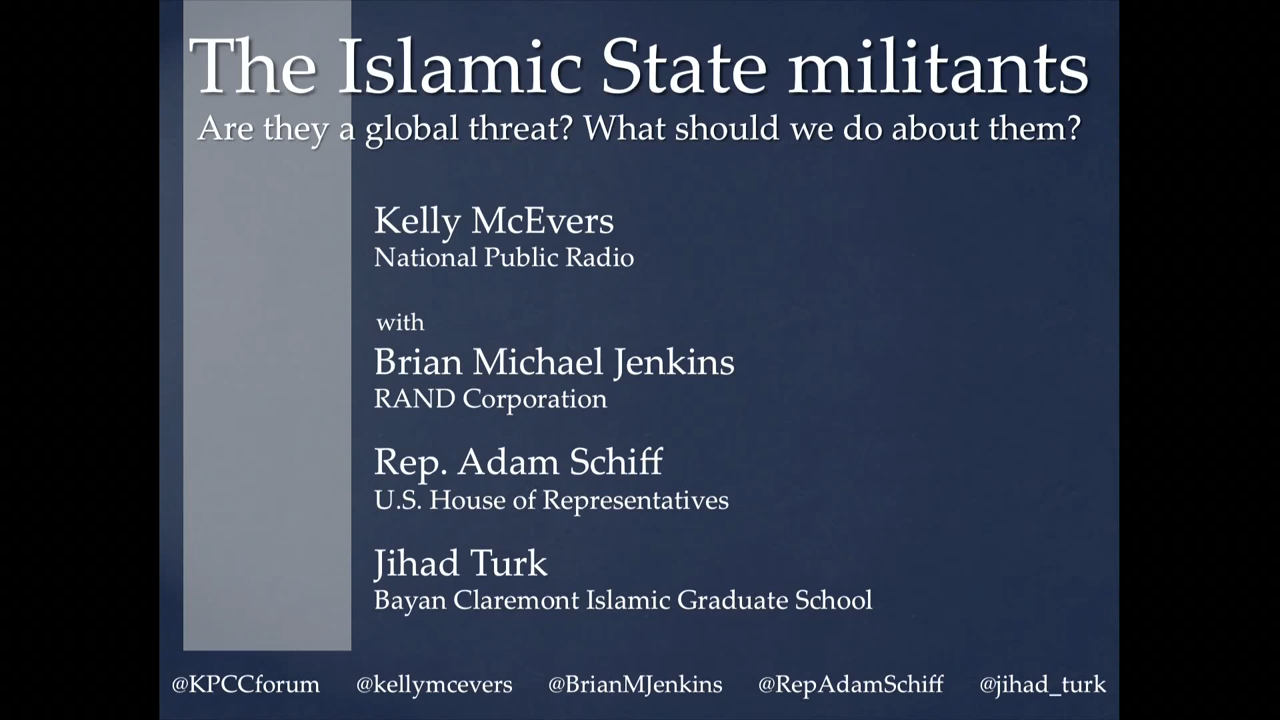 The Islamic State militants
Are they a global threat? What should we do about them?
Kelly McEvers
National Public Radio
with
Brian Michael Jenkins
RAND Corporation
Rep. Adam Schiff
U.S. House of Representatives
Jihad Turk
Bayan Claremont Islamic Graduate School
@KPCCforum @kellymcevers @BrianMJenkins @RepAdamSchiff @jihad_turk